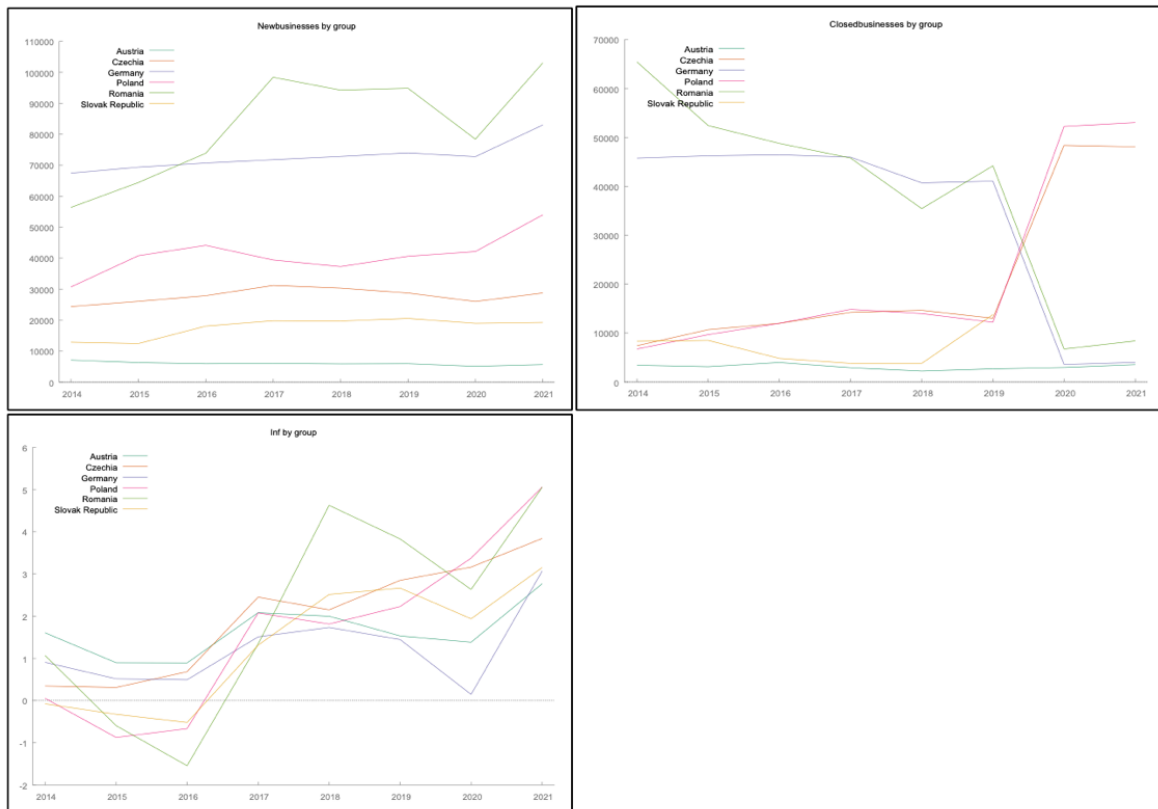 Newbusinesses by group
110000
100000
90000
80000
70000
60000
50000
40000
30000
20000
10000
0
Austria
Czechia
Germany
Poland
Romania
Slovak Republic
2014 2015 2016 2017 2018 2019 2020 2021
Closedbusinesses by group
70000
60000
50000
40000
30000
20000
10000
0
Austria
Czechia
Germany
Poland
Romania
Slovak Republic
2014 2015 2016 2017 2018 2019 2020 2021
Inf by group
6
5
4
3
2
1
0
-1
-2
Austria
Czechia
Germany
Poland
Romania
Slovak Republic
2014 2015 2016 2017 2018 2019 2020 2021